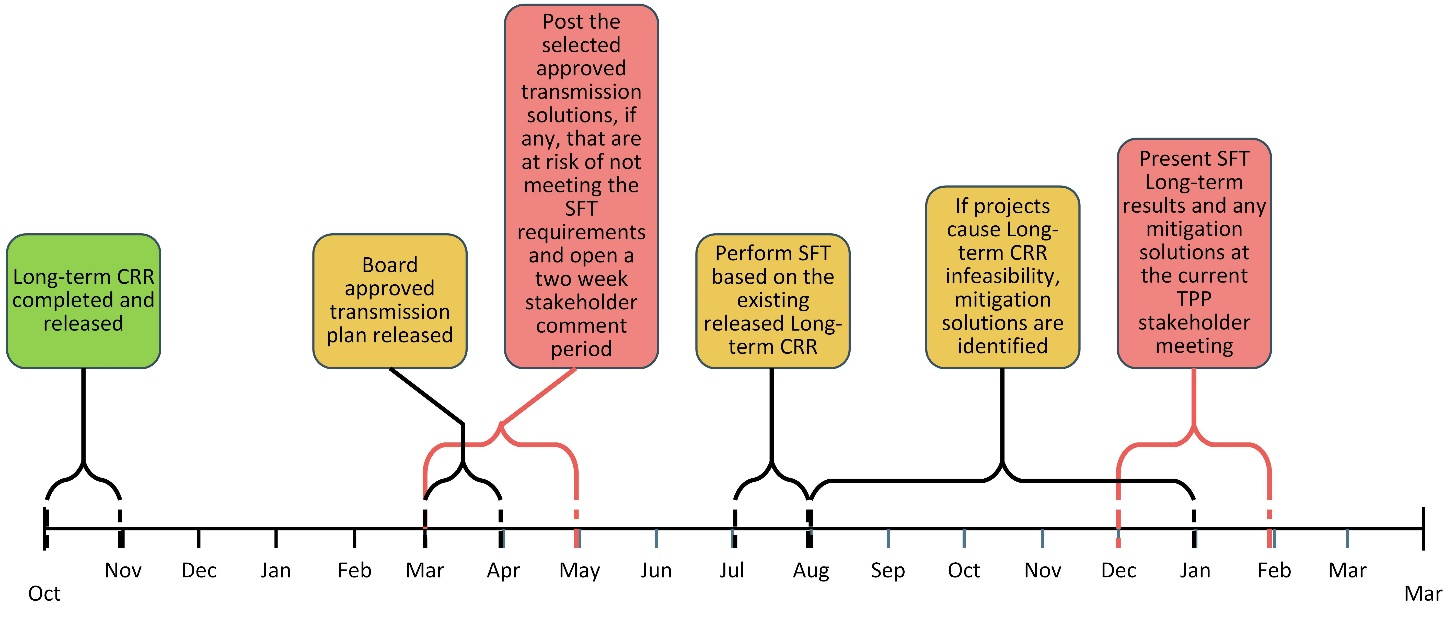 Long-term CRR
completed and
released
Board
approved
transmission
plan released
Post the
selected
approved
transmission
solutions, if
any, that are
at risk of not
meeting the
SFT
requirements
and open a
two week
stakeholder
comment
period
Perform SFT
based on the
existing
released Long-
term CRR
If projects
cause Long-
term CRR
infeasibility,
mitigation
solutions are
identified
Present SFT
Long-term
results and any
mitigation
solutions at
the current
TPP
stakeholder
meeting
Oct
Nov
Dec
Jan
Feb
Mar
Apr
May
Jun
Jul
Aug
Sep
Oct
Nov
Dec
Jan
Feb
Mar
Mar